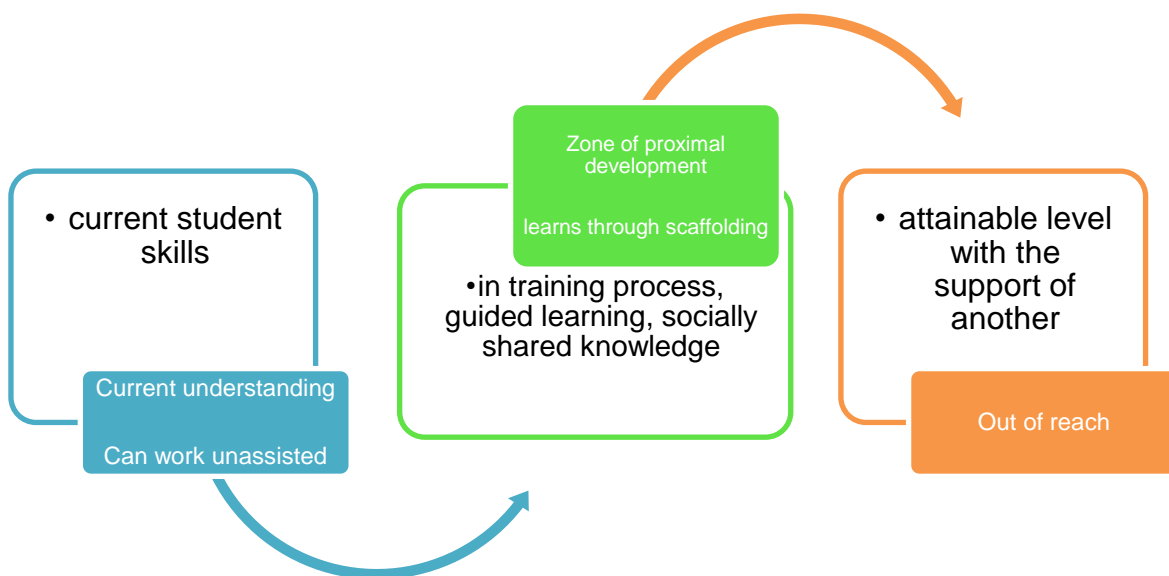 • current student
skills
Current understanding
Can work unassisted
Zone of proximal
development
learns through scaffolding
•in training process,
guided learning, socially
shared knowledge
• attainable level
with the
support of
another
Out of reach